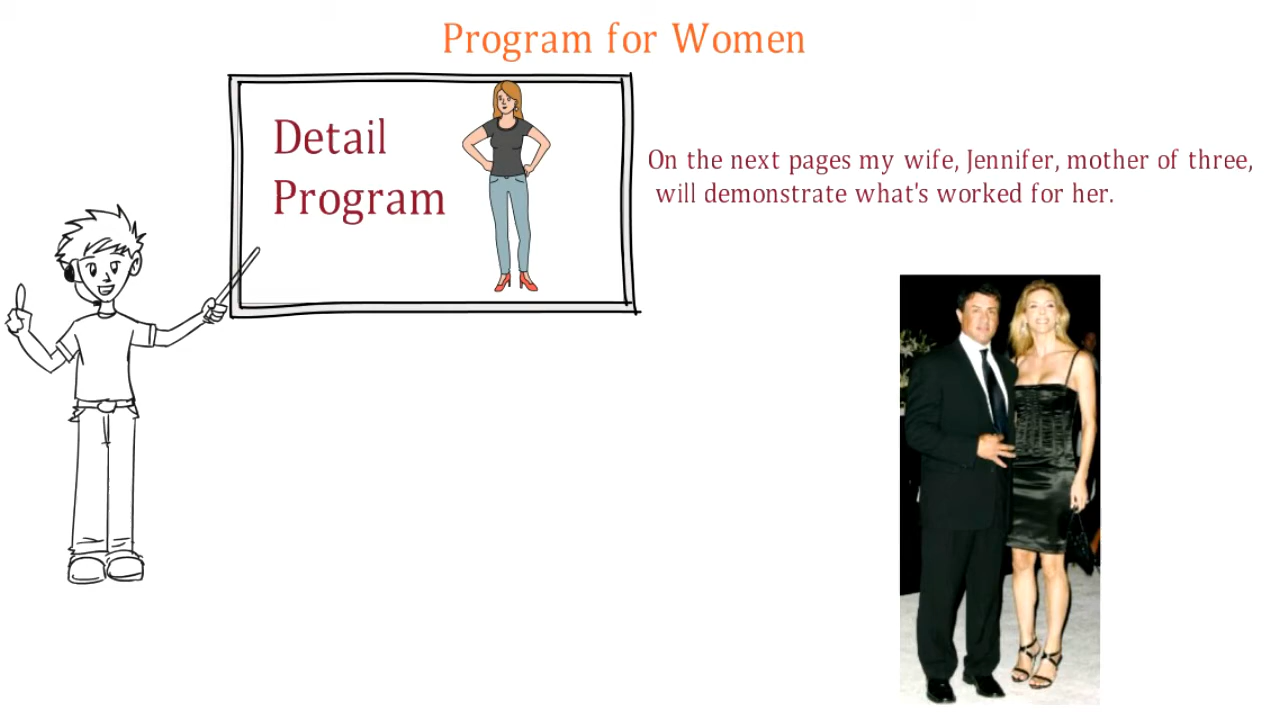 Program for Women
Detail
Program
On the next pages my wife, Jennifer, mother of three,
will demonstrate what's worked for her.